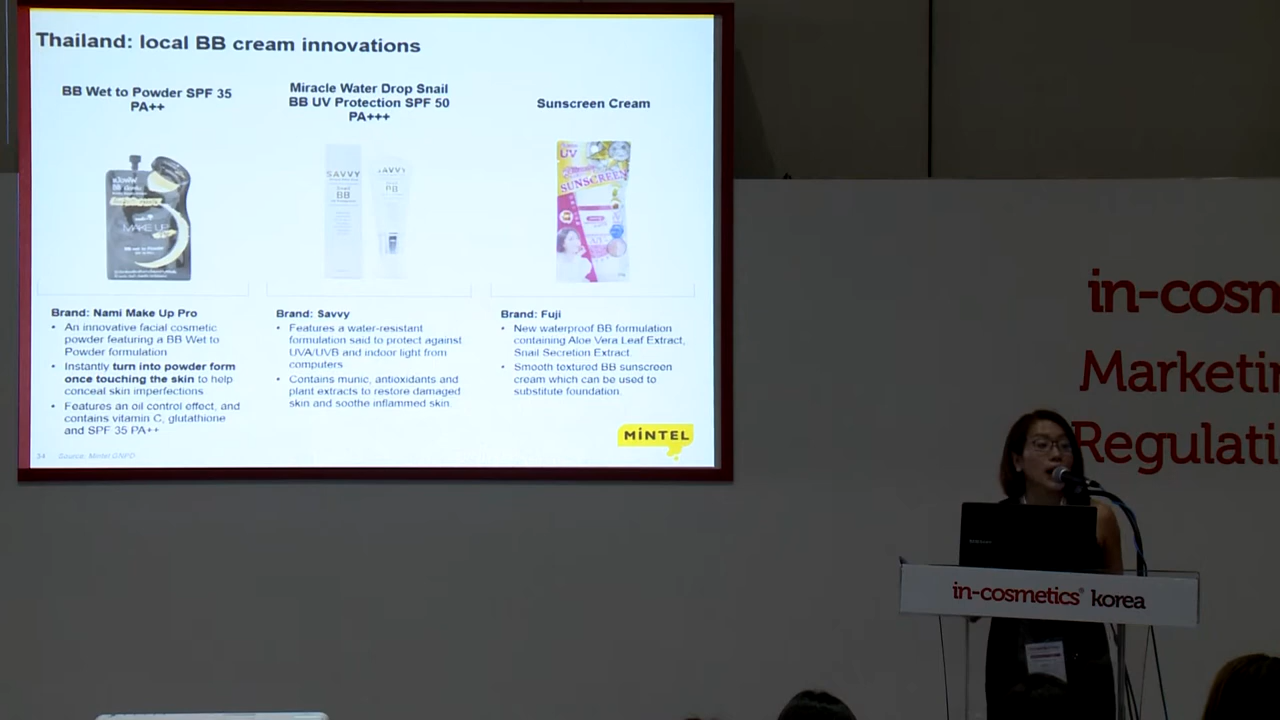 Thailand: local BB cream innovations
BB Wet to Powder SPF 35
PA++
Miracle Water Drop Snail
BB UV Protection SPF 50
PA+++
Sunscreen Cream
MAKE UP
SAVVY
BB
SAVVY
UV
SUNSCREEN
Brand: Nami Make Up Pro
• An innovative facial cosmetic
powder featuring a BB Wet to
Powder formulation
• Instantly turn into powder form
once touching the skin to help
conceal skin imperfections
• Features an oil control effect, and
contains vitamin C, glutathione
and SPF 35 PA++
Brand: Savvy
• Features a water-resistant
formulation said to protect against
UVA/UVB and indoor light from
computers
• Contains munic, antioxidants and
plant extracts to restore damaged
skin and soothe inflammed skin.
Brand: Fuji
• New waterproof BB formulation
containing Aloe Vera Leaf Extract,
Snail Secretion Extract.
• Smooth textured BB sunscreen
cream which can be used to
substitute foundation.
MiNTEL
34 Source: Mintel GNPD
in-cosm
Marketin
Regulati
in-cosmetics® korea